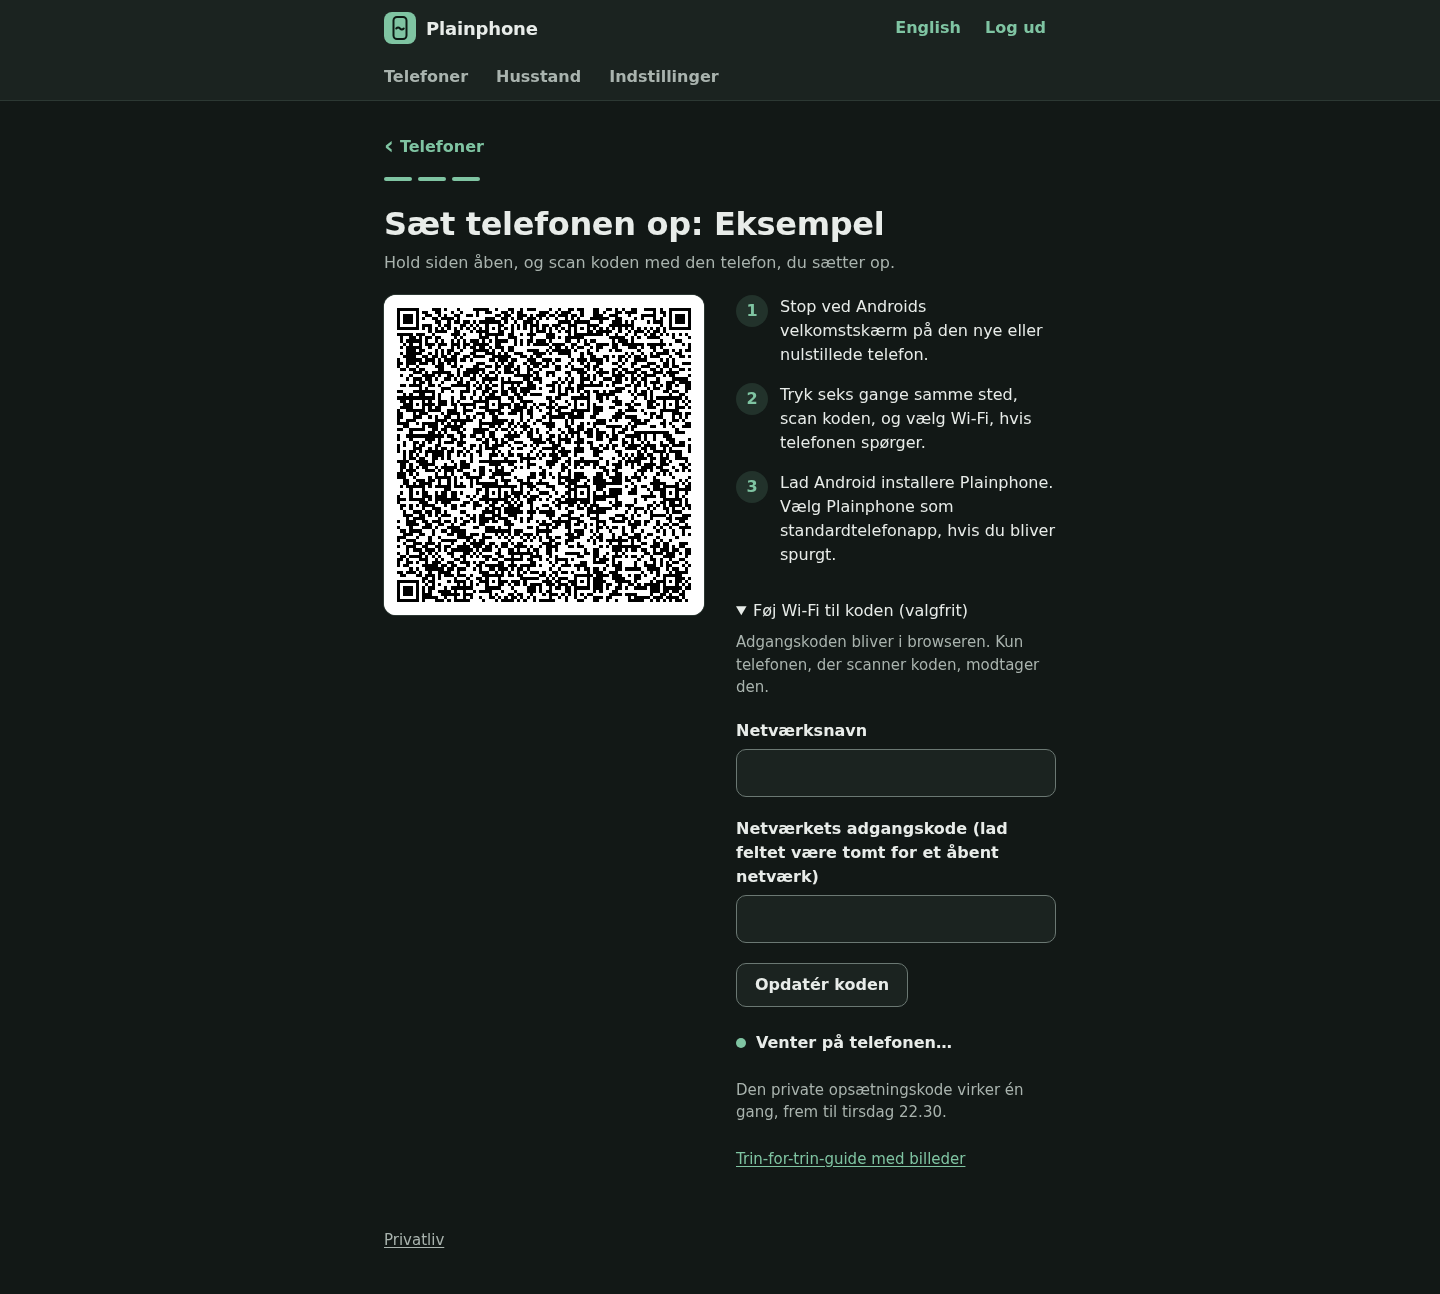 Plainphone
English
Log ud
Telefoner
Husstand
Indstillinger
‹ Telefoner
Sæt telefonen op: Eksempel
Hold siden åben, og scan koden med den telefon, du sætter op.
1
Stop ved Androids
velkomstskærm på den nye eller
nulstillede telefon.
2
Tryk seks gange samme sted,
scan koden, og vælg Wi-Fi, hvis
telefonen spørger.
3
Lad Android installere Plainphone.
Vælg Plainphone som
standardtelefonapp, hvis du bliver
spurgt.
▼ Føj Wi-Fi til koden (valgfrit)
Adgangskoden bliver i browseren. Kun
telefonen, der scanner koden, modtager
den.
Netværksnavn
Netværkets adgangskode (lad
feltet være tomt for et åbent
netværk)
Opdatér koden
Venter på telefonen…
Den private opsætningskode virker én
gang, frem til tirsdag 22.30.
Trin-for-trin-guide med billeder
Privatliv